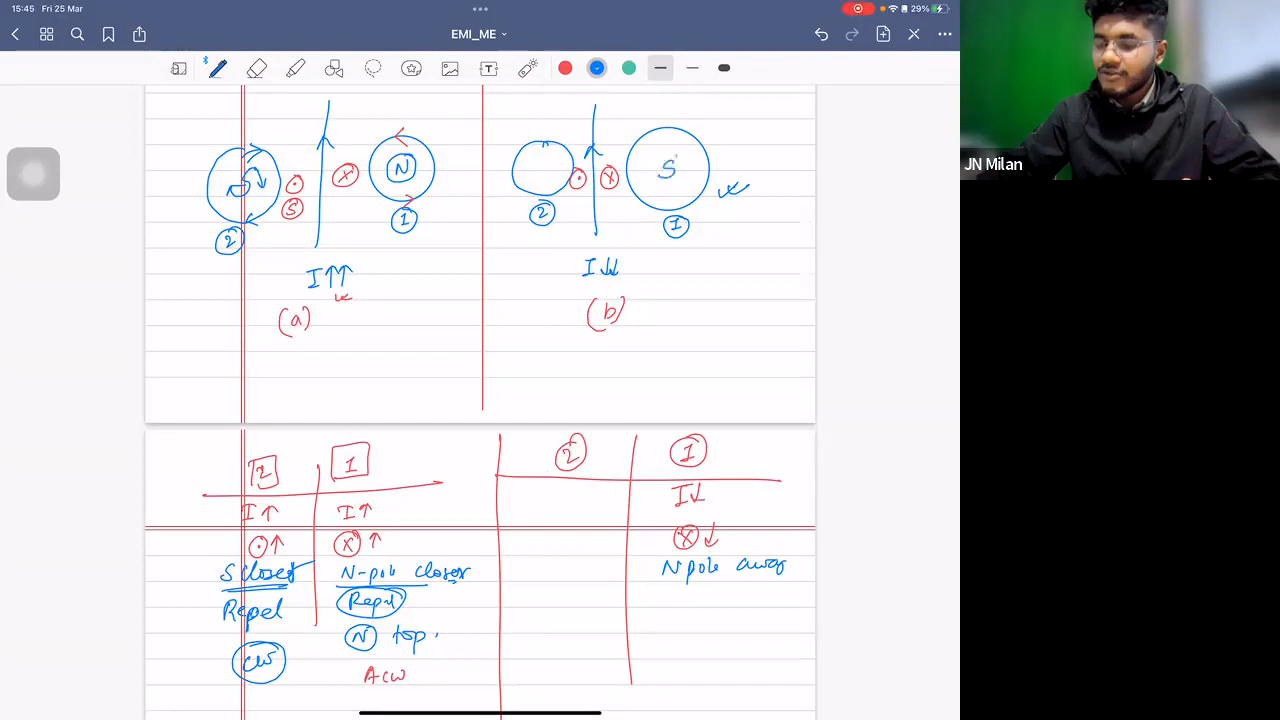 15:45 Fri 25 Mar
29%
EMI_ME
JN Milan
N
S
2
1
I↑↑
(a)
S
2
1
I↓↓
(b)
2
1
I↑
I↑
⊙↑
ⓧ↑
S closer
N-pole closer
Repel
Repel
N top.
CW
ACW
2
1
I↓
ⓧ↓
N pole away